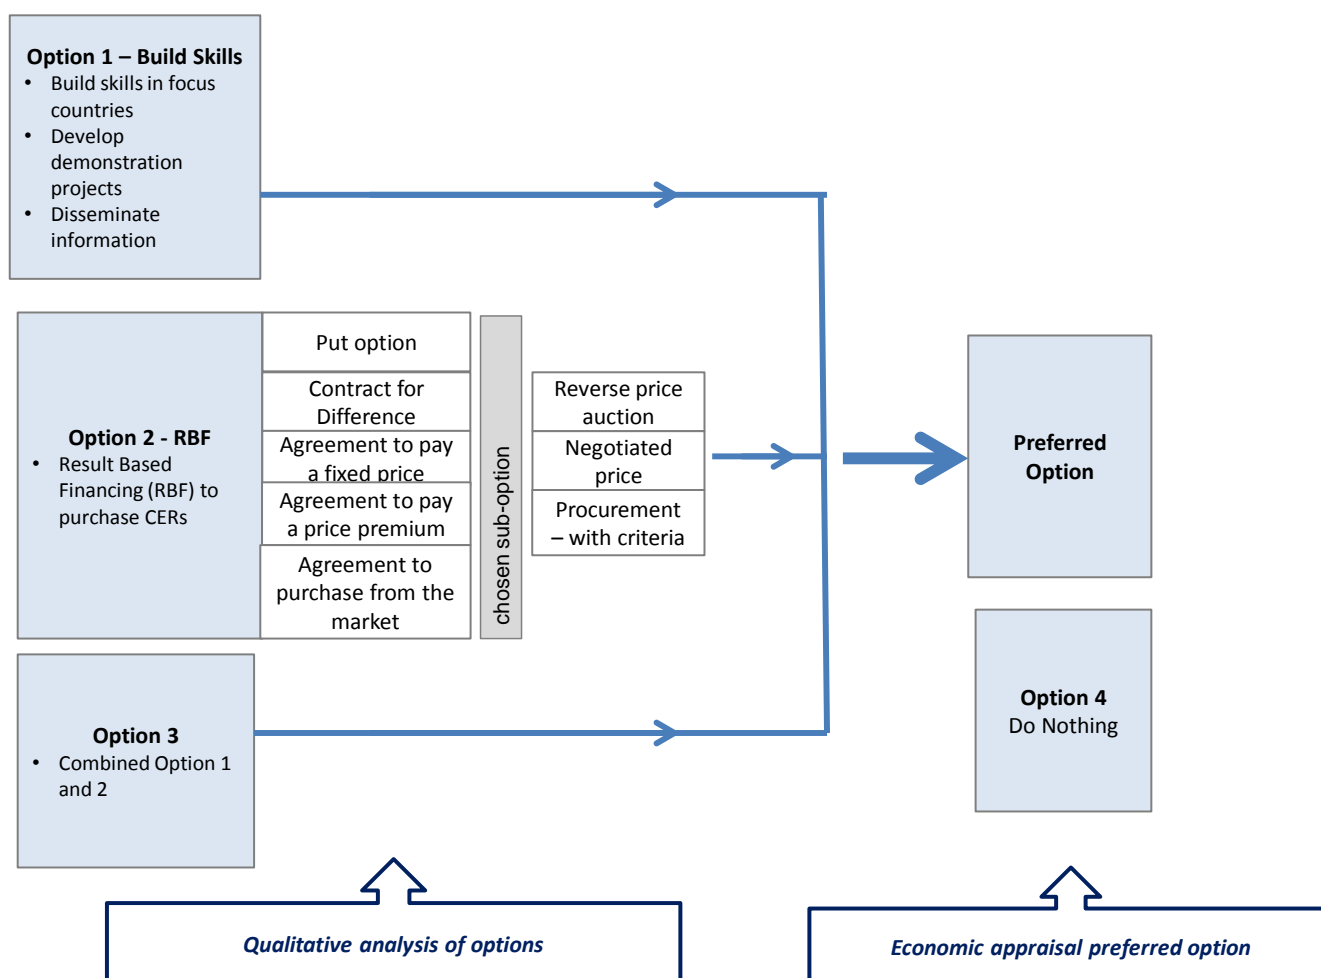 Option 1 – Build Skills
• Build skills in focus
countries
• Develop
demonstration
projects
• Disseminate
information
Option 2 - RBF
• Result Based
Financing (RBF) to
purchase CERs
Put option
Contract for
Difference
Agreement to pay
a fixed price
Agreement to pay
a price premium
Agreement to
purchase from the
market
chosen sub-option
Reverse price
auction
Negotiated
price
Procurement
– with criteria
Preferred
Option
Option 3
• Combined Option 1
and 2
Option 4
Do Nothing
Qualitative analysis of options
Economic appraisal preferred option